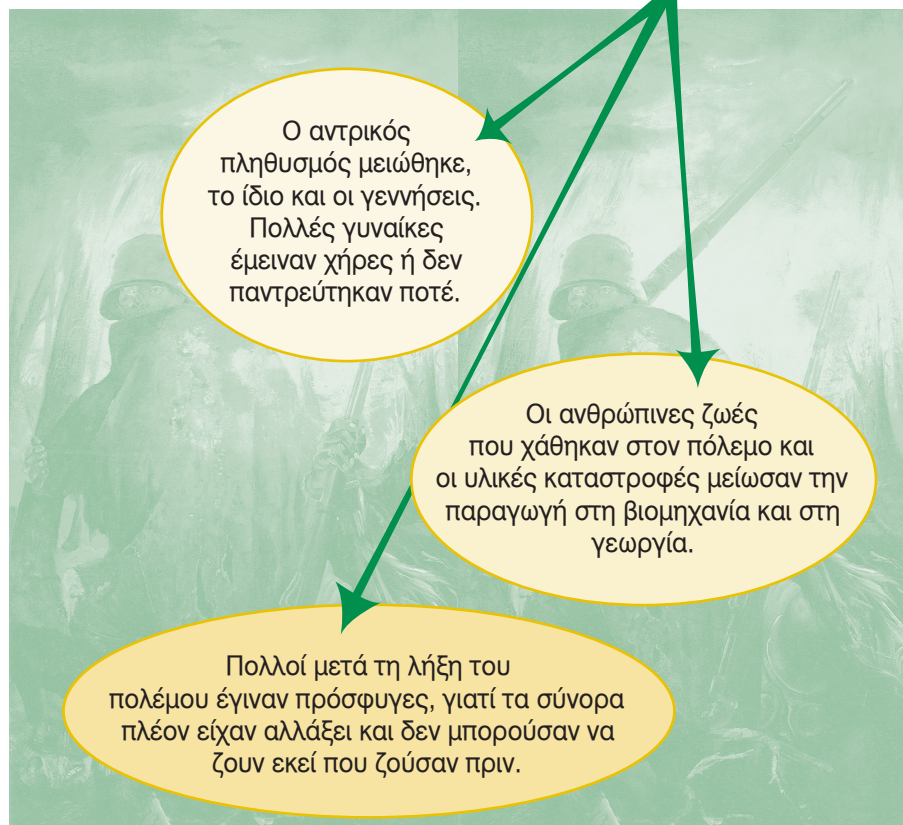 Ο αντρικός
πληθυσμός μειώθηκε,
το ίδιο και οι γεννήσεις.
Πολλές γυναίκες
έμειναν χήρες ή δεν
παντρεύτηκαν ποτέ.
Οι ανθρώπινες ζωές
που χάθηκαν στον πόλεμο και
οι υλικές καταστροφές μείωσαν την
παραγωγή στη βιομηχανία και στη
γεωργία.
Πολλοί μετά τη λήξη του
πολέμου έγιναν πρόσφυγες, γιατί τα σύνορα
πλέον είχαν αλλάξει και δεν μπορούσαν να
ζουν εκεί που ζούσαν πριν.